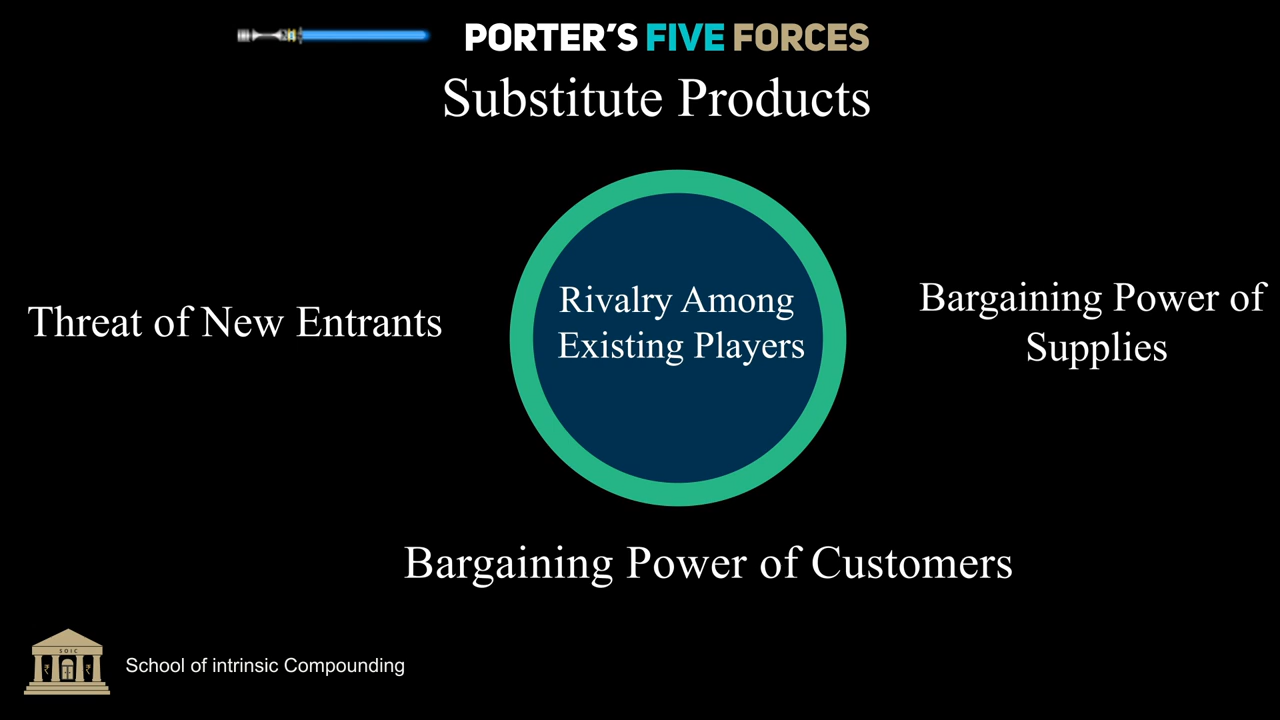 PORTER'S FIVE FORCES
Substitute Products
Rivalry Among
Existing Players
Threat of New Entrants
Bargaining Power of
Supplies
Bargaining Power of Customers
SOIC
School of intrinsic Compounding